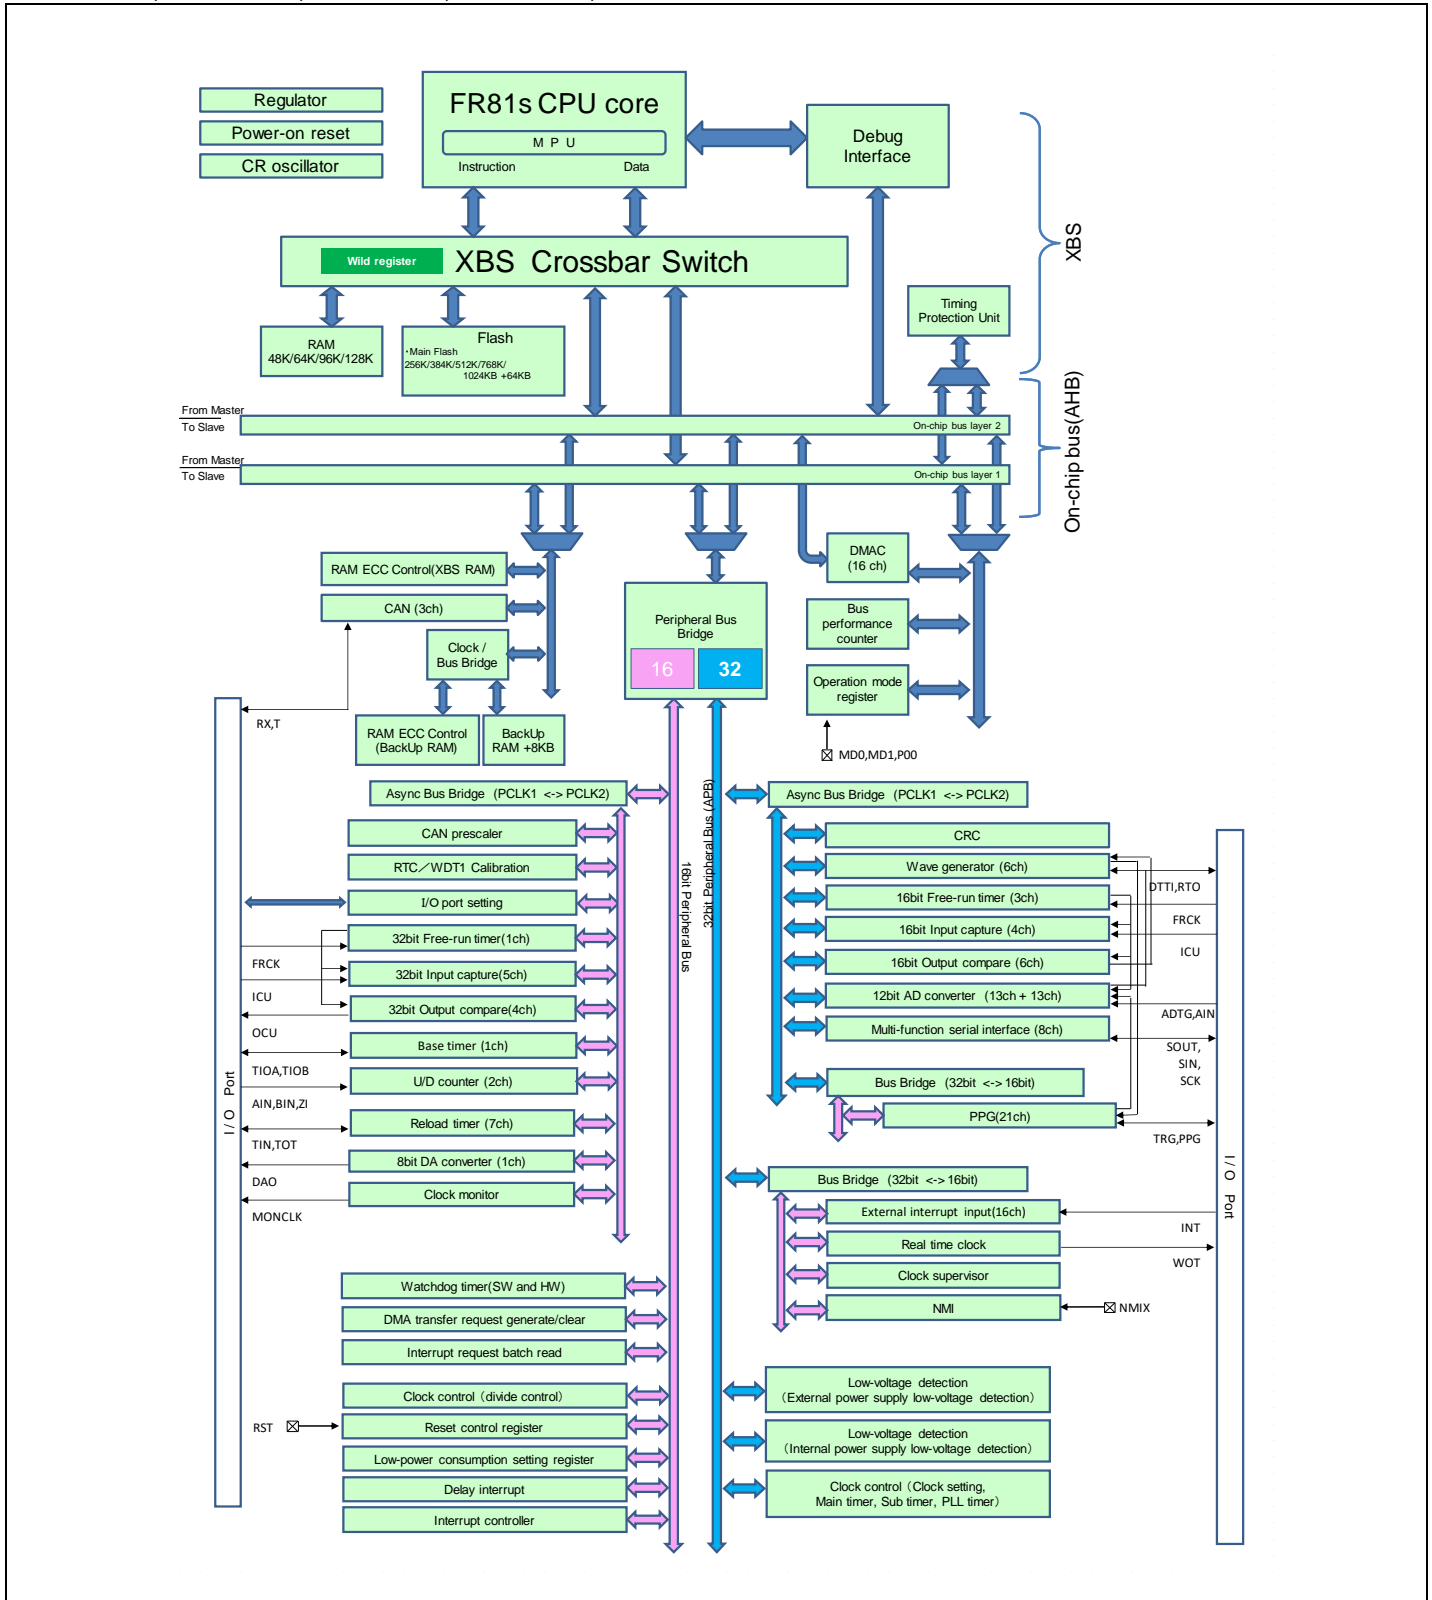 Regulator
Power-on reset
CR oscillator
FR81s CPU core
M P U
Instruction
Data
Debug
Interface
XBS
Wild register
XBS Crossbar Switch
Timing
Protection Unit
RAM
48K/64K/96K/128K
Flash
・Main Flash
256K/384K/512K/768K/
1024KB +64KB
On-chip bus(AHB)
From Master
To Slave
On-chip bus layer 2
From Master
To Slave
On-chip bus layer 1
RAM ECC Control(XBS RAM)
CAN (3ch)
Clock /
Bus Bridge
RAM ECC Control
(BackUp RAM)
BackUp
RAM +8KB
Peripheral Bus
Bridge
16
32
DMAC
(16 ch)
Bus
performance
counter
Operation mode
register
MD0,MD1,P00
RX,T
I / O Port
16bit Peripheral Bus
32bit Peripheral Bus (APB)
Async Bus Bridge (PCLK1 <-> PCLK2)
CAN prescaler
RTC／WDT1 Calibration
I/O port setting
32bit Free-run timer(1ch)
FRCK
32bit Input capture(5ch)
ICU
32bit Output compare(4ch)
OCU
Base timer (1ch)
TIOA,TIOB
U/D counter (2ch)
AIN,BIN,ZI
Reload timer (7ch)
TIN,TOT
8bit DA converter (1ch)
DAO
Clock monitor
MONCLK
Watchdog timer(SW and HW)
DMA transfer request generate/clear
Interrupt request batch read
Clock control（divide control）
RST
Reset control register
Low-power consumption setting register
Delay interrupt
Interrupt controller
Async Bus Bridge (PCLK1 <-> PCLK2)
CRC
Wave generator (6ch)
DTTI,RTO
16bit Free-run timer (3ch)
FRCK
16bit Input capture (4ch)
ICU
16bit Output compare (6ch)
12bit AD converter (13ch + 13ch)
ADTG,AIN
Multi-function serial interface (8ch)
SOUT,
SIN,
SCK
Bus Bridge (32bit <-> 16bit)
PPG(21ch)
TRG,PPG
Bus Bridge (32bit <-> 16bit)
External interrupt input(16ch)
INT
Real time clock
WOT
Clock supervisor
NMI
NMIX
I / O Port
Low-voltage detection
（External power supply low-voltage detection）
Low-voltage detection
（Internal power supply low-voltage detection）
Clock control（Clock setting,
Main timer, Sub timer, PLL timer）